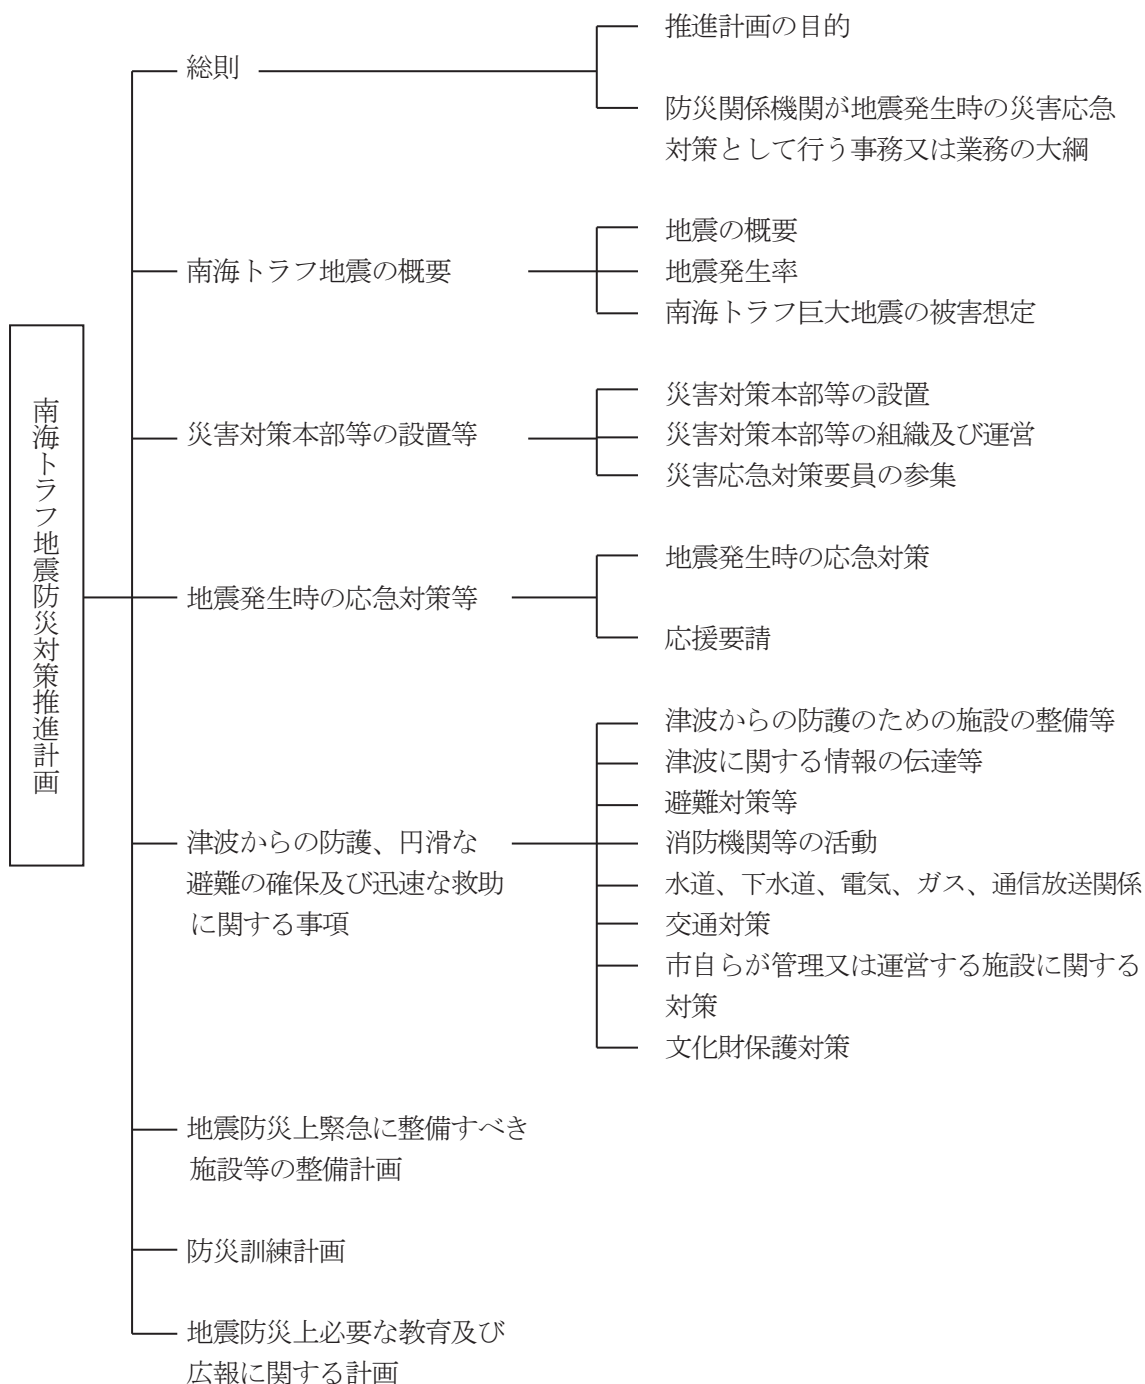 南海トラフ地震防災対策推進計画
総則
推進計画の目的
防災関係機関が地震発生時の災害応急
対策として行う事務又は業務の大綱
南海トラフ地震の概要
地震の概要
地震発生率
南海トラフ巨大地震の被害想定
災害対策本部等の設置等
災害対策本部等の設置
災害対策本部等の組織及び運営
災害応急対策要員の参集
地震発生時の応急対策等
地震発生時の応急対策
応援要請
津波からの防護、円滑な
避難の確保及び迅速な救助
に関する事項
津波からの防護のための施設の整備等
津波に関する情報の伝達等
避難対策等
消防機関等の活動
水道、下水道、電気、ガス、通信放送関係
交通対策
市自らが管理又は運営する施設に関する
対策
文化財保護対策
地震防災上緊急に整備すべき
施設等の整備計画
防災訓練計画
地震防災上必要な教育及び
広報に関する計画